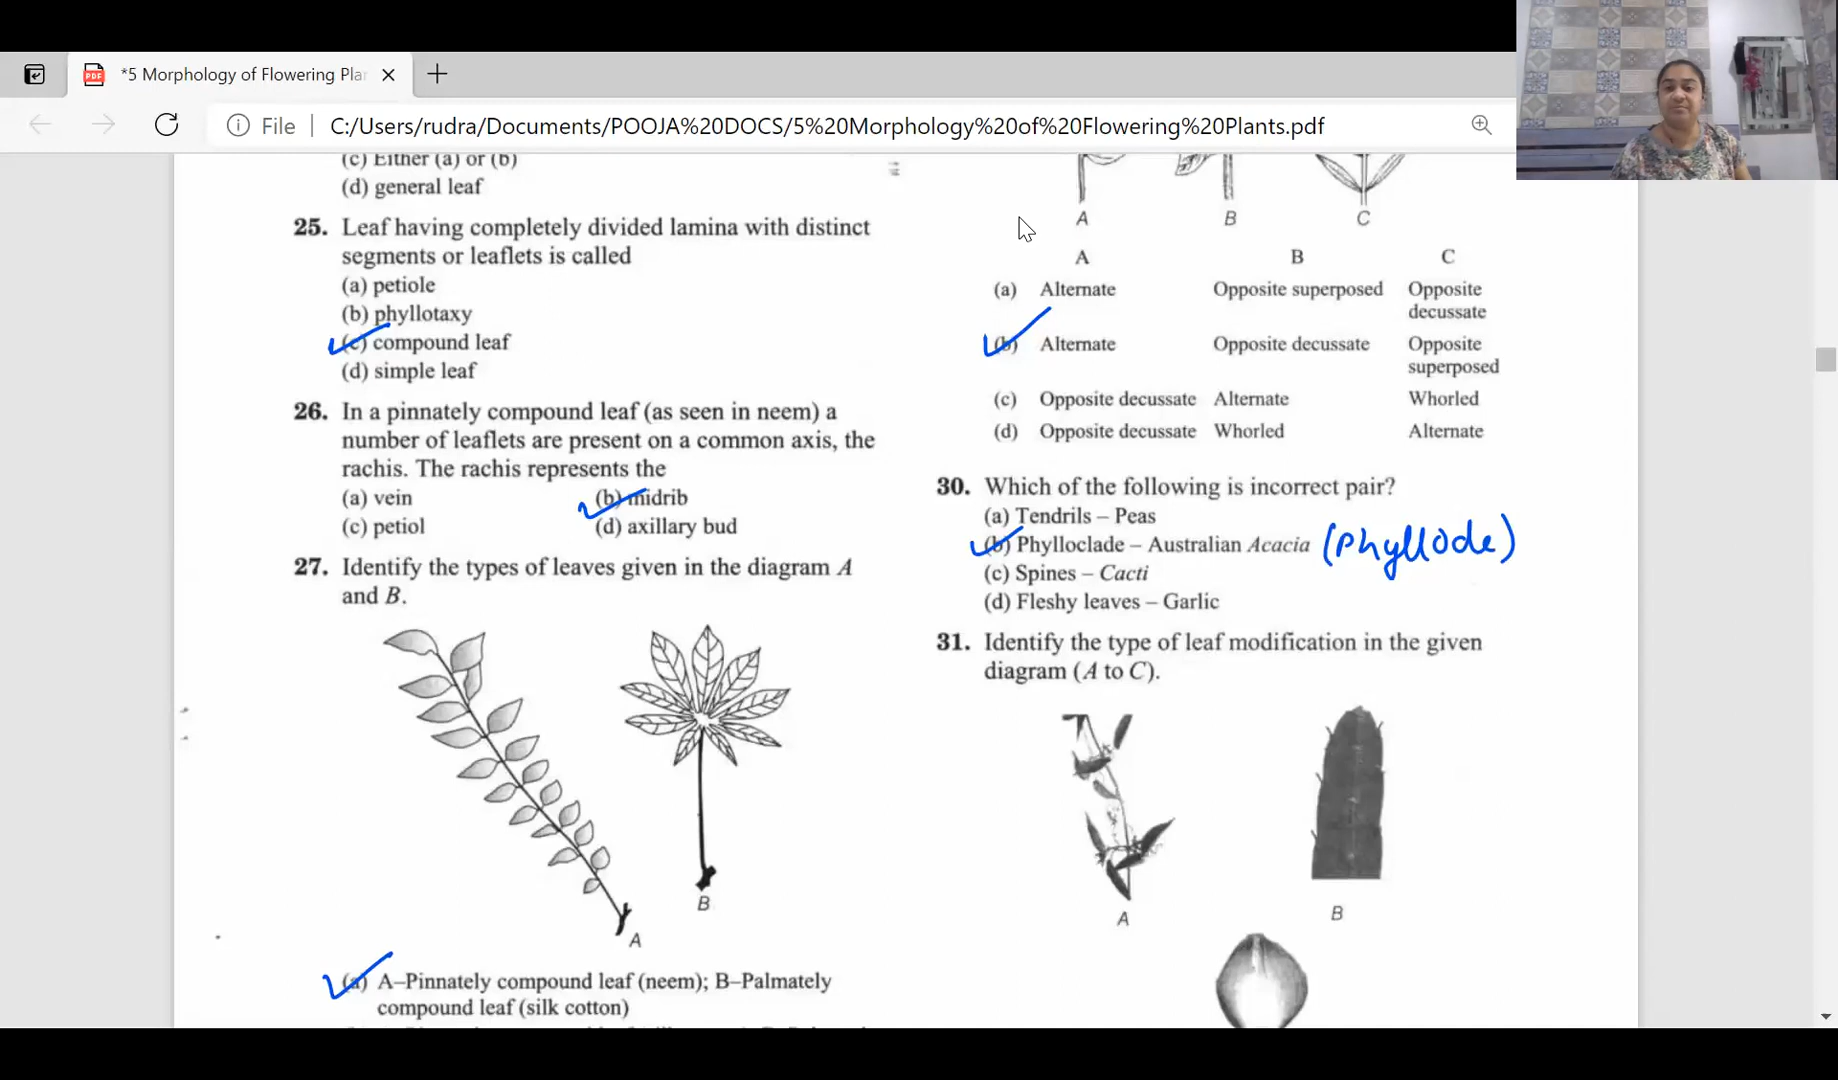 *5 Morphology of Flowering Pla
File
C:/Users/rudra/Documents/POOJA%20DOCS/5%20Morphology%20of%20Flowering%20Plants.pdf
(c) Either (a) or (b)
(d) general leaf
25. Leaf having completely divided lamina with distinct
segments or leaflets is called
(a) petiole
(b) phyllotaxy
(c) compound leaf
(d) simple leaf
26. In a pinnately compound leaf (as seen in neem) a
number of leaflets are present on a common axis, the
rachis. The rachis represents the
(a) vein (b) midrib
(c) petiol (d) axillary bud
27. Identify the types of leaves given in the diagram A
and B.
B
A
(a) A–Pinnately compound leaf (neem); B–Palmately
compound leaf (silk cotton)
A B C
A B C
(a) Alternate Opposite superposed Opposite
decussate
(b) Alternate Opposite decussate Opposite
superposed
(c) Opposite decussate Alternate Whorled
(d) Opposite decussate Whorled Alternate
30. Which of the following is incorrect pair?
(a) Tendrils – Peas
(b) Phylloclade – Australian Acacia (Phyllode)
(c) Spines – Cacti
(d) Fleshy leaves – Garlic
31. Identify the type of leaf modification in the given
diagram (A to C).
A B